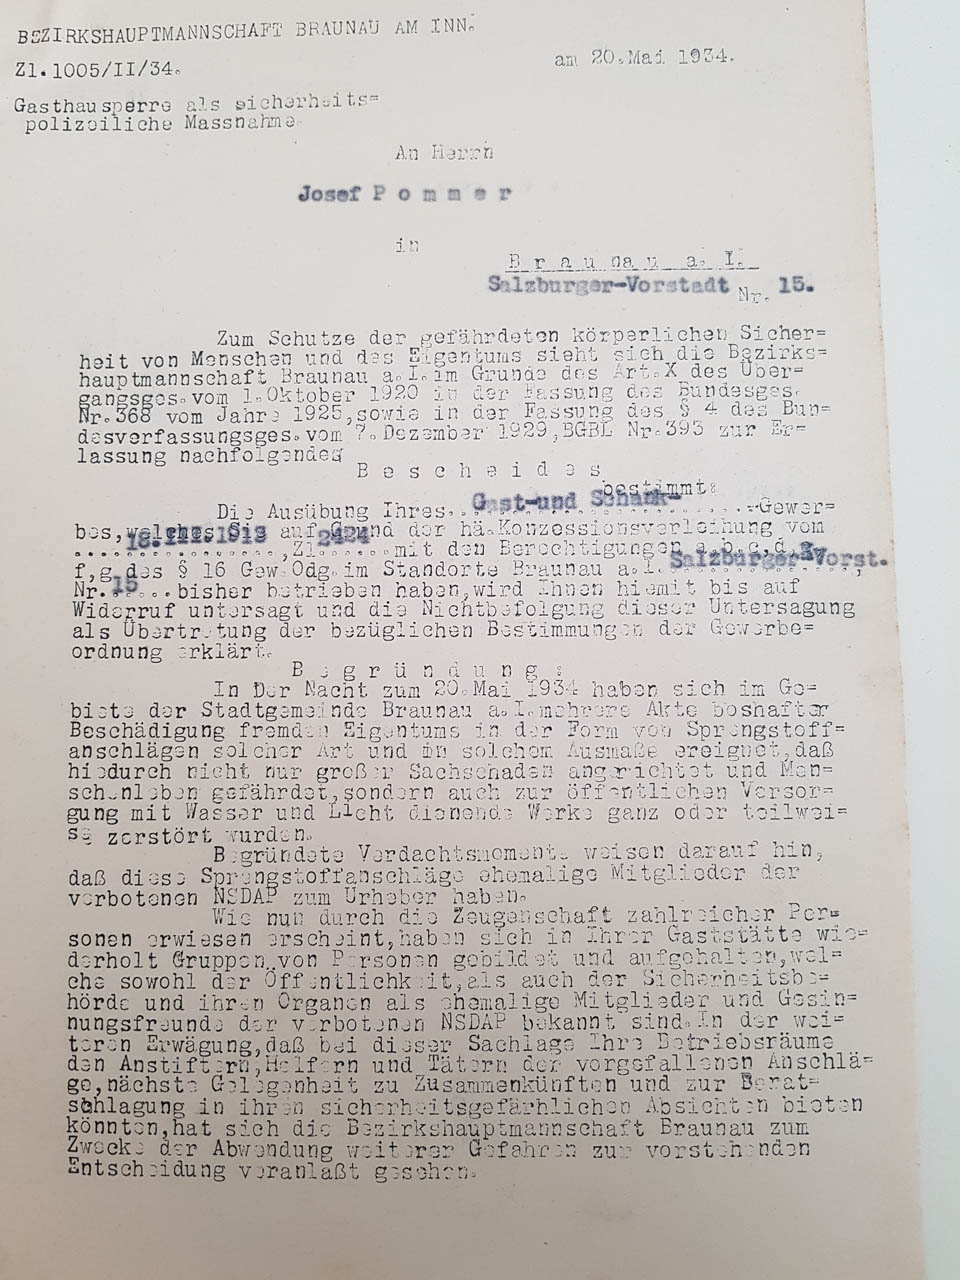 BEZIRKSHAUPTMANNSCHAFT BRAUNAU AM INN.
Zl.1005/II/34.
am 20.Mai 1934.
Gasthaussperre als sicherheits=
polizeiliche Massnahme.
An Herrn
Josef P o m m e r
in
B r a u nau a. I.
Salzburger-Vorstadt Nr. 15.
Zum Schutze der gefährdeten körperlichen Sicher=
heit von Menschen und des Eigentums sieht sich die Bezirks=
hauptmannschaft Braunau a.I.im Grunde des Art.X des Über=
gangsges.vom 1.Oktober 1920 in der Fassung des Bundesges.
Nr.368 vom Jahre 1925,sowie in der Fassung des § 4 des Bun=
desverfassungsges.vom 7.Dezember 1929,BGBL Nr.393 zur Er=
lassung nachfolgendes
B e s c h e i d e s
bestimmt:
Die Ausübung Ihres..Gast-und Schank-..Gewer=
bes,welches Sie auf Grund der hä.Konzessionsverleihung vom
.............,Zl. 2424 mit den Berechtigungen a,b,c,d,
f,g des § 16 Gew.Odg.im Standorte Braunau a.I. Salzburger-Vorst.,
Nr.15... bisher betrieben haben,wird Ihnen hiemit bis auf
Widerruf untersagt und die Nichtbefolgung dieser Untersagung
als Übertretung der bezüglichen Bestimmungen der Gewerbe=
ordnung erklärt.
B e g r ü n d u n g :
In Der Nacht zum 20.Mai 1934 haben sich im Ge=
biete der Stadtgemeinde Braunau a.I.mehrere Akte boshafter
Beschädigung fremden Eigentums in der Form von Sprengstoff=
anschlägen solcher Art und in solchem Ausmaße ereignet,daß
hiedurch nicht nur großer Sachschaden angerichtet und Men=
schenleben gefährdet,sondern auch zur öffentlichen Versor=
gung mit Wasser und Licht dienende Werke ganz oder teilwei=
se zerstört wurden.
Begründete Verdachtsmomente weisen darauf hin,
daß diese Sprengstoffanschläge ehemalige Mitglieder der
verbotenen NSDAP zum Urheber haben.
Wie nun durch die Zeugenschaft zahlreicher Per=
sonen erwiesen erscheint,haben sich in Ihrer Gaststätte wie=
derholt Gruppen von Personen gebildet und aufgehalten,wel=
che sowohl der Öffentlichkeit,als auch der Sicherheitsbe=
hörde und ihren Organen als ehemalige Mitglieder und Gesin=
nungsfreunde der verbotenen NSDAP bekannt sind.In der wei=
teren Erwägung,daß bei dieser Sachlage Ihre Betriebsräume
den Anstiftern,Helfern und Tätern der vorgefallenen Anschlä=
ge,nächste Gelegenheit zu Zusammenkünften und zur Berat=
schlagung in ihren sicherheitsgefärhlichen Absichten bieten
könnten,hat sich die Bezirkshauptmannschaft Braunau zum
Zwecke der Abwendung weiterer Gefahren zur vorstehenden
Entscheidung veranlaßt gesehen.